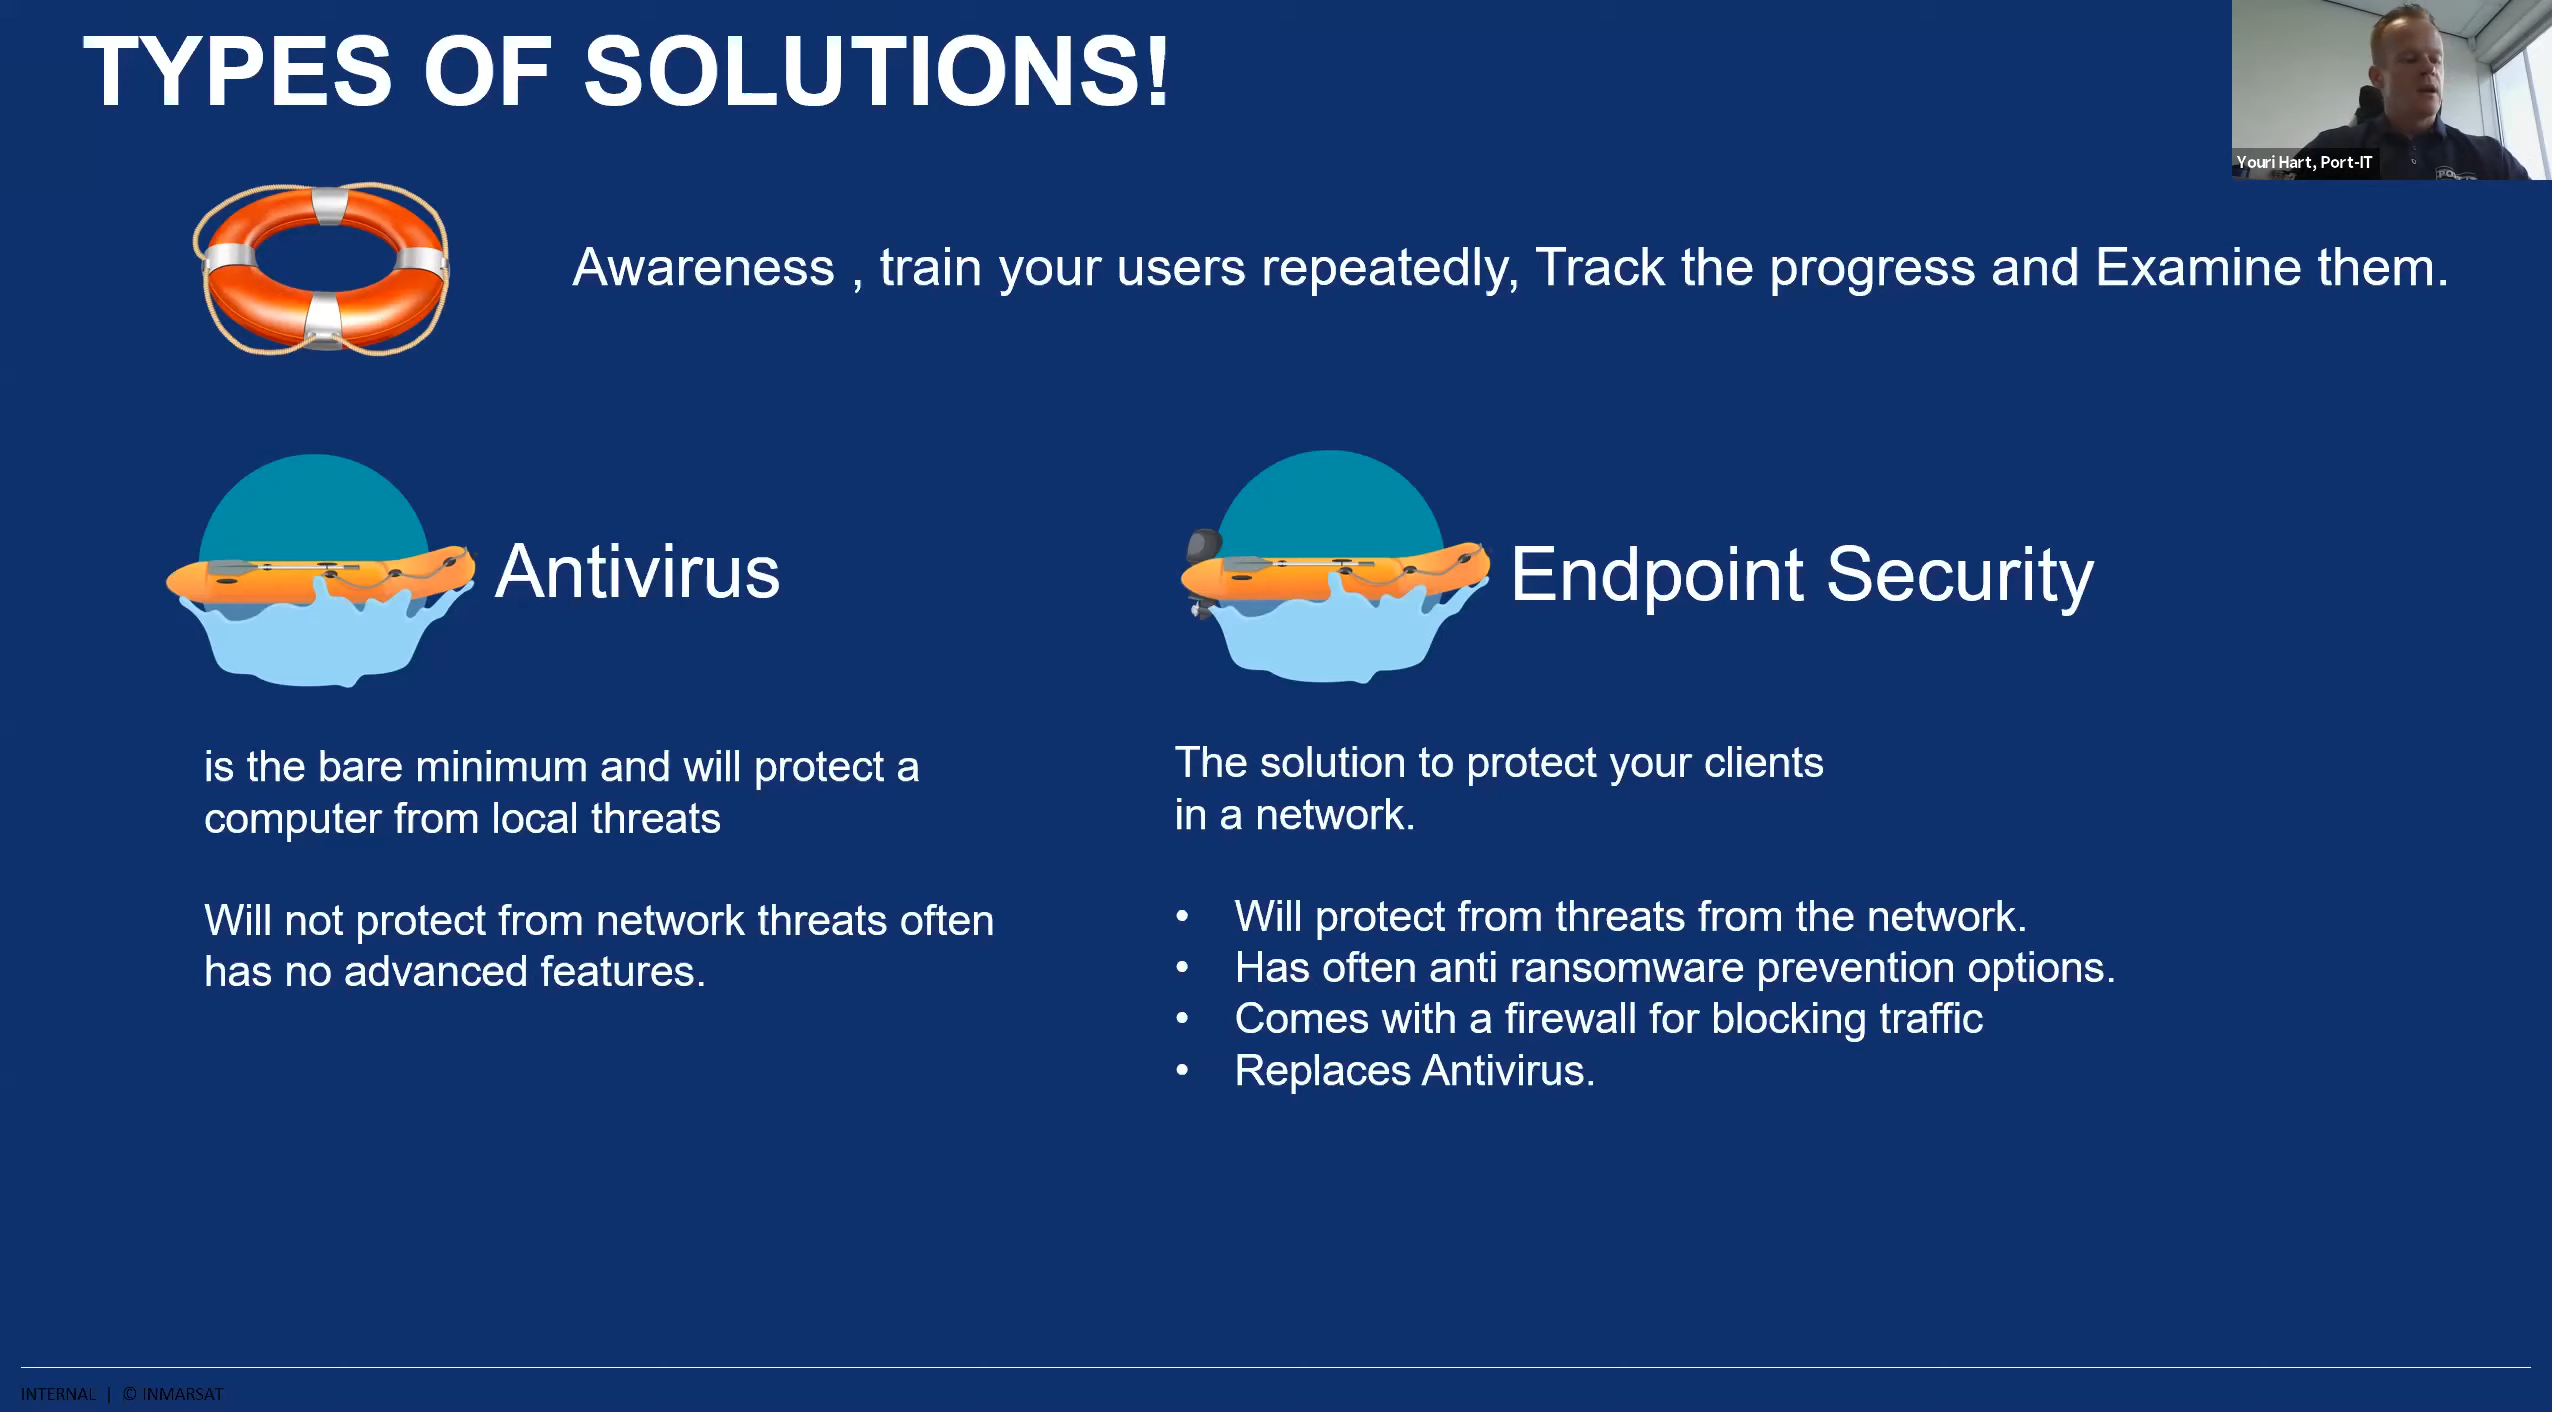 TYPES OF SOLUTIONS!
Youri Hart, Port-IT
Awareness , train your users repeatedly, Track the progress and Examine them.
Antivirus
is the bare minimum and will protect a
computer from local threats
Will not protect from network threats often
has no advanced features.
Endpoint Security
The solution to protect your clients
in a network.
• Will protect from threats from the network.
• Has often anti ransomware prevention options.
• Comes with a firewall for blocking traffic
• Replaces Antivirus.
INTERNAL | © INMARSAT